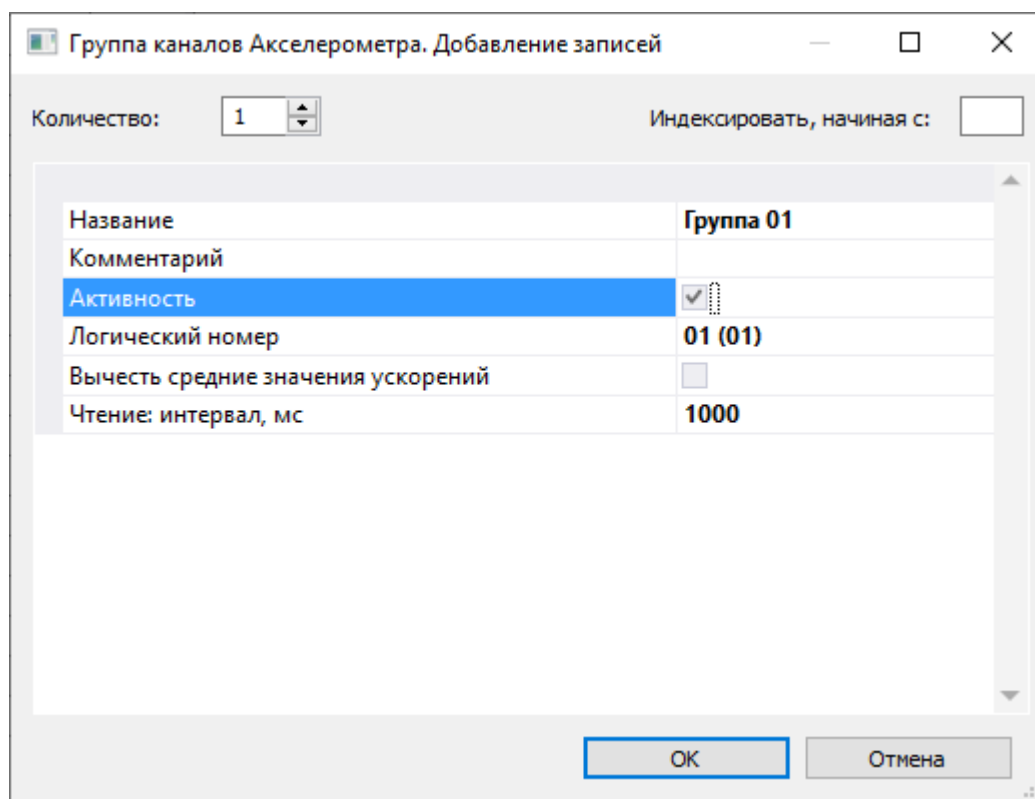 Группа каналов Акселерометра. Добавление записей
Количество: 1 Индексировать, начиная с:
Название Группа 01
Комментарий
Активность
Логический номер 01 (01)
Вычесть средние значения ускорений
Чтение: интервал, мс 1000
OK Отмена